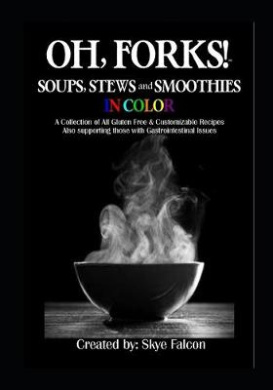 OH, FORKS!
SOUPS, STEWS and SMOOTHIES
IN COLOR
A Collection of All Gluten Free & Customizable Recipes
Also supporting those with Gastrointestinal Issues
Created by: Skye Falcon